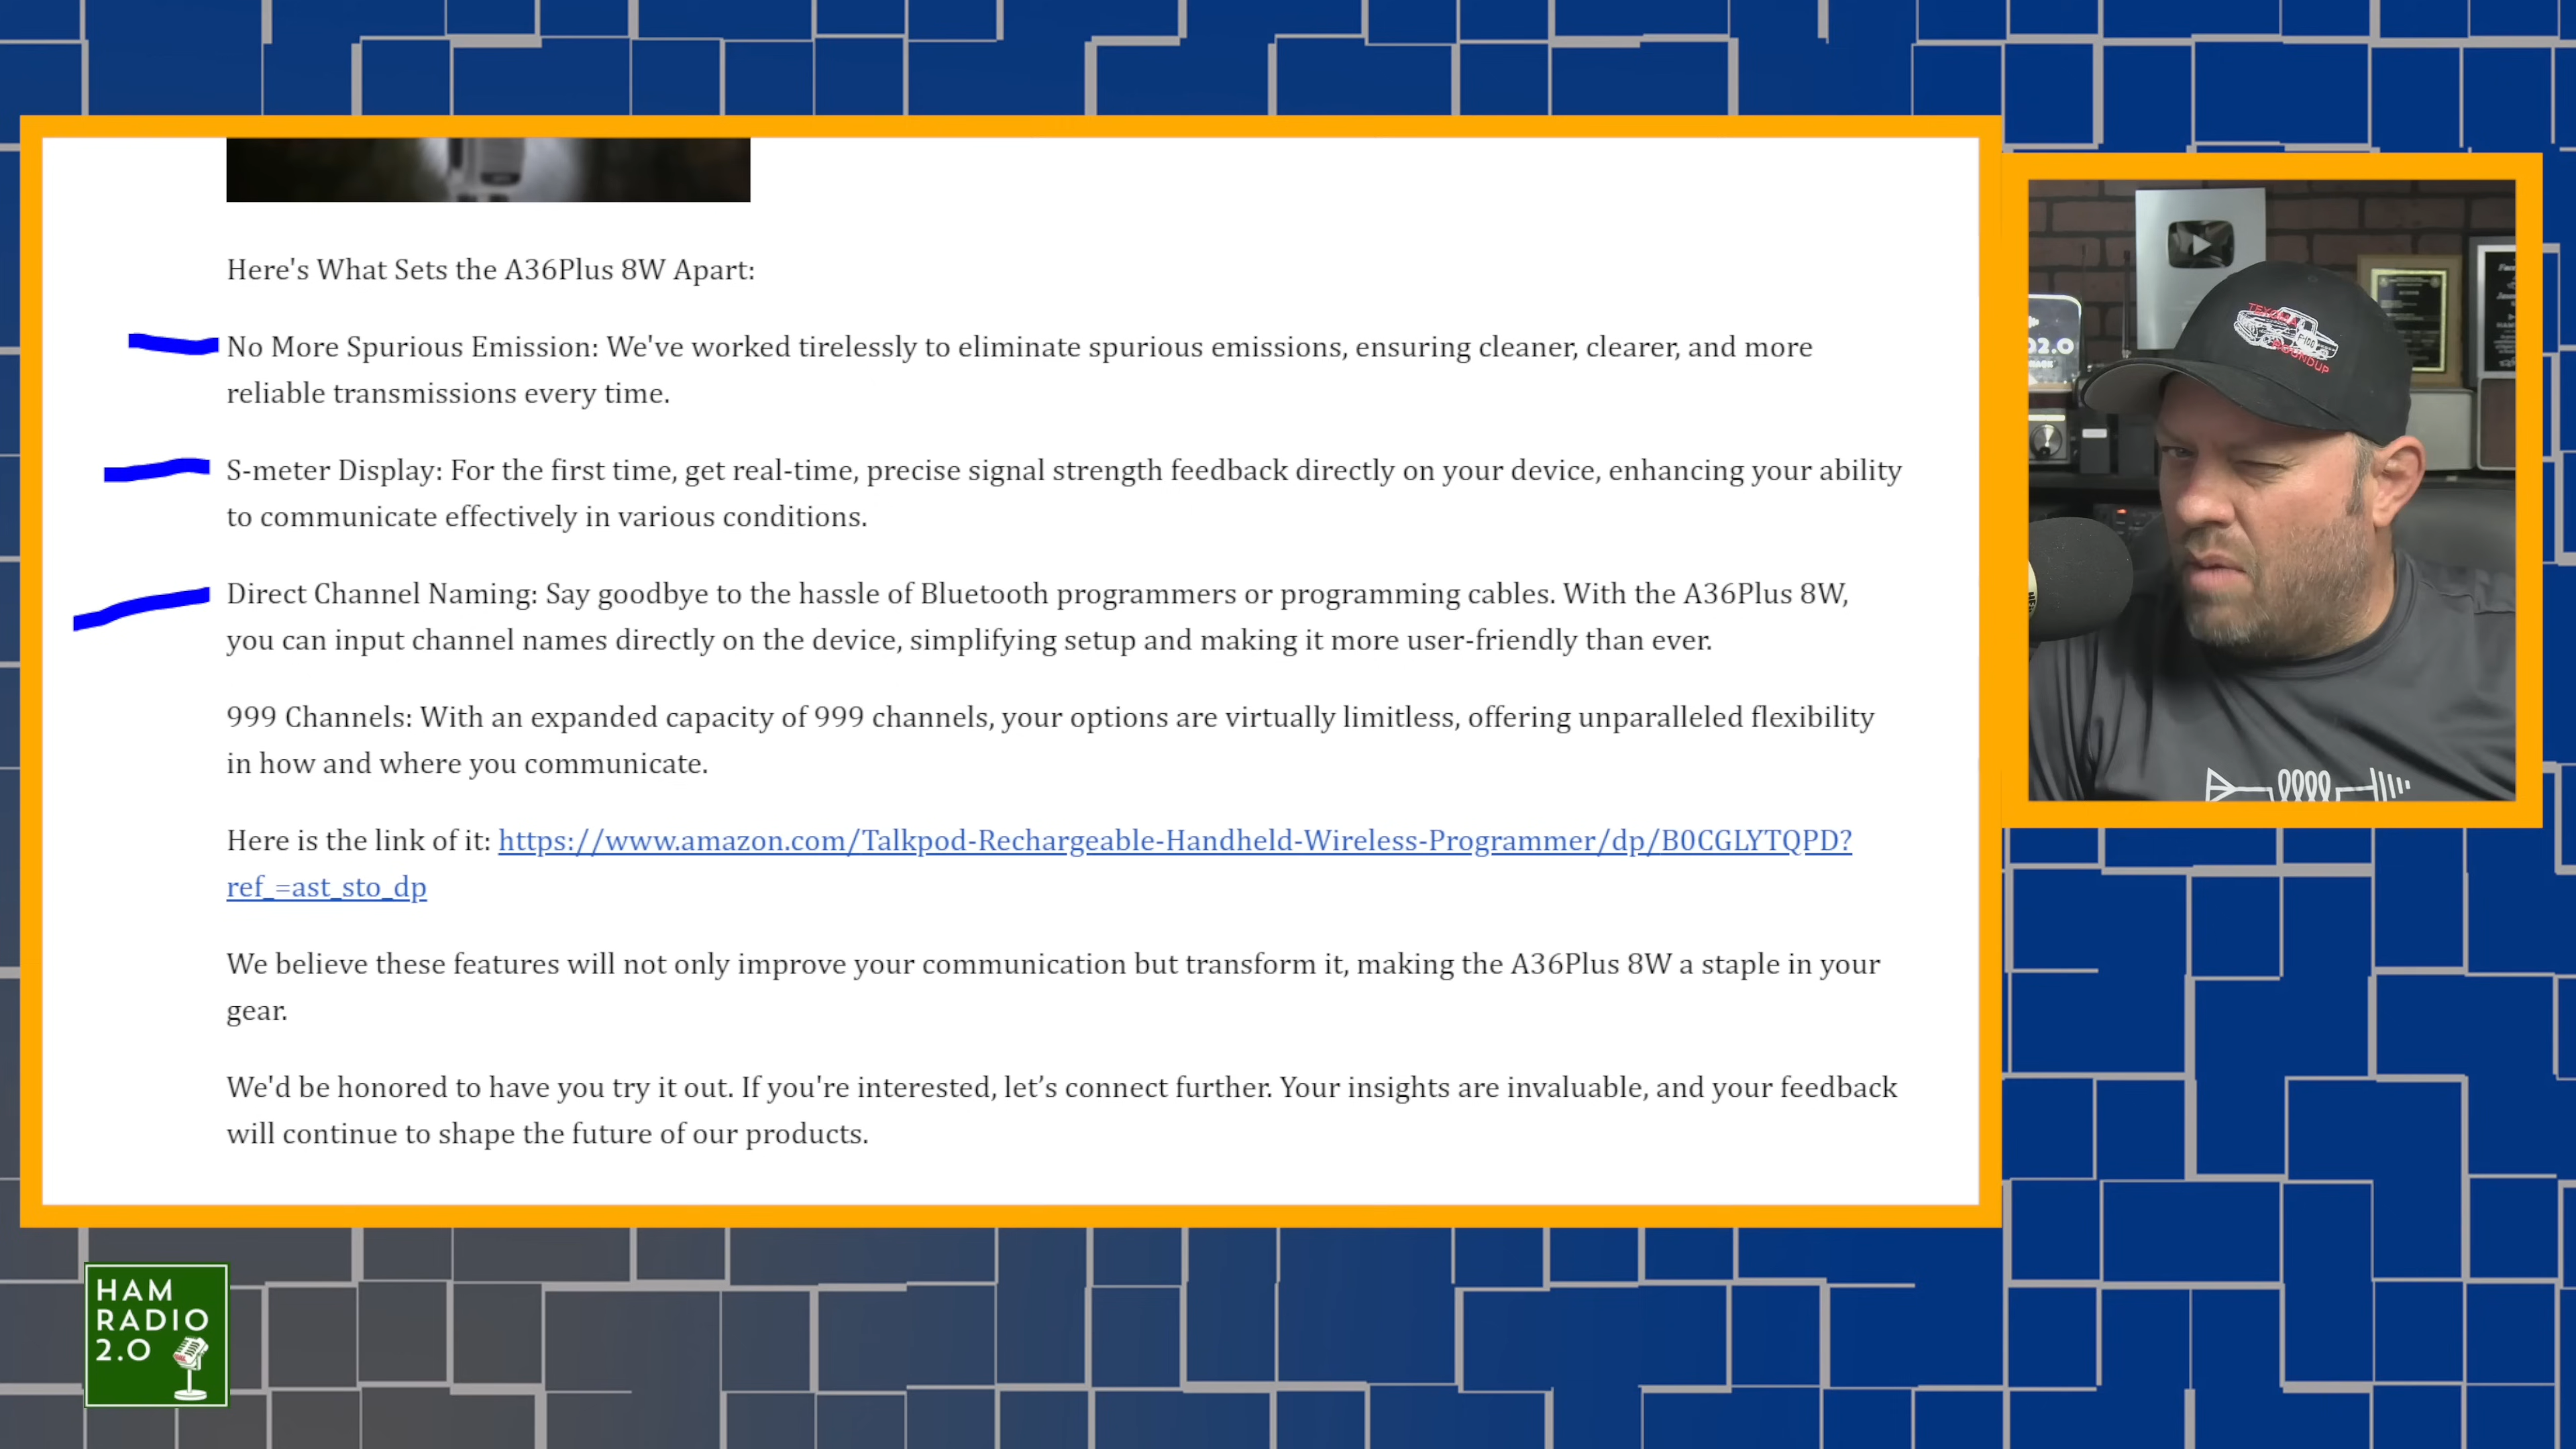 Here's What Sets the A36Plus 8W Apart:
No More Spurious Emission: We've worked tirelessly to eliminate spurious emissions, ensuring cleaner, clearer, and more
reliable transmissions every time.
S-meter Display: For the first time, get real-time, precise signal strength feedback directly on your device, enhancing your ability
to communicate effectively in various conditions.
Direct Channel Naming: Say goodbye to the hassle of Bluetooth programmers or programming cables. With the A36Plus 8W,
you can input channel names directly on the device, simplifying setup and making it more user-friendly than ever.
999 Channels: With an expanded capacity of 999 channels, your options are virtually limitless, offering unparalleled flexibility
in how and where you communicate.
Here is the link of it: https://www.amazon.com/Talkpod-Rechargeable-Handheld-Wireless-Programmer/dp/B0CGLYTQPD?
ref_=ast_sto_dp
We believe these features will not only improve your communication but transform it, making the A36Plus 8W a staple in your
gear.
We'd be honored to have you try it out. If you're interested, let’s connect further. Your insights are invaluable, and your feedback
will continue to shape the future of our products.
HAM
RADIO
2.0
ROUNDUP